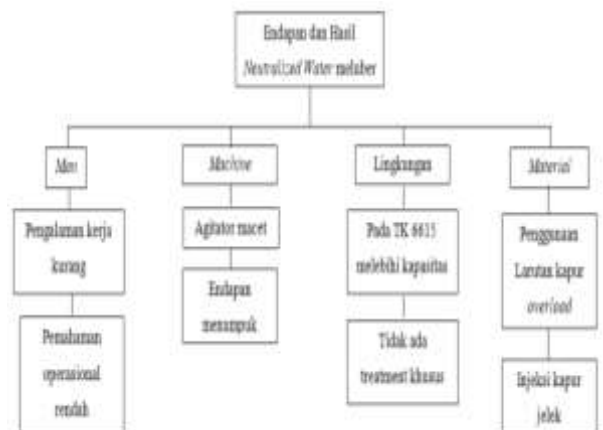 Endapan dan Hasil
Neutralized Water meluber
Man
Machine
Lingkungan
Material
Pengalaman kerja
kurang
Agitator macet
Pada TK 6615
melebihi kapasitas
Penggunaan
Larutan kapur
overload
Pemahaman
operasional
rendah
Endapan
menumpuk
Tidak ada
treatment khusus
Injeksi kapur
jelek